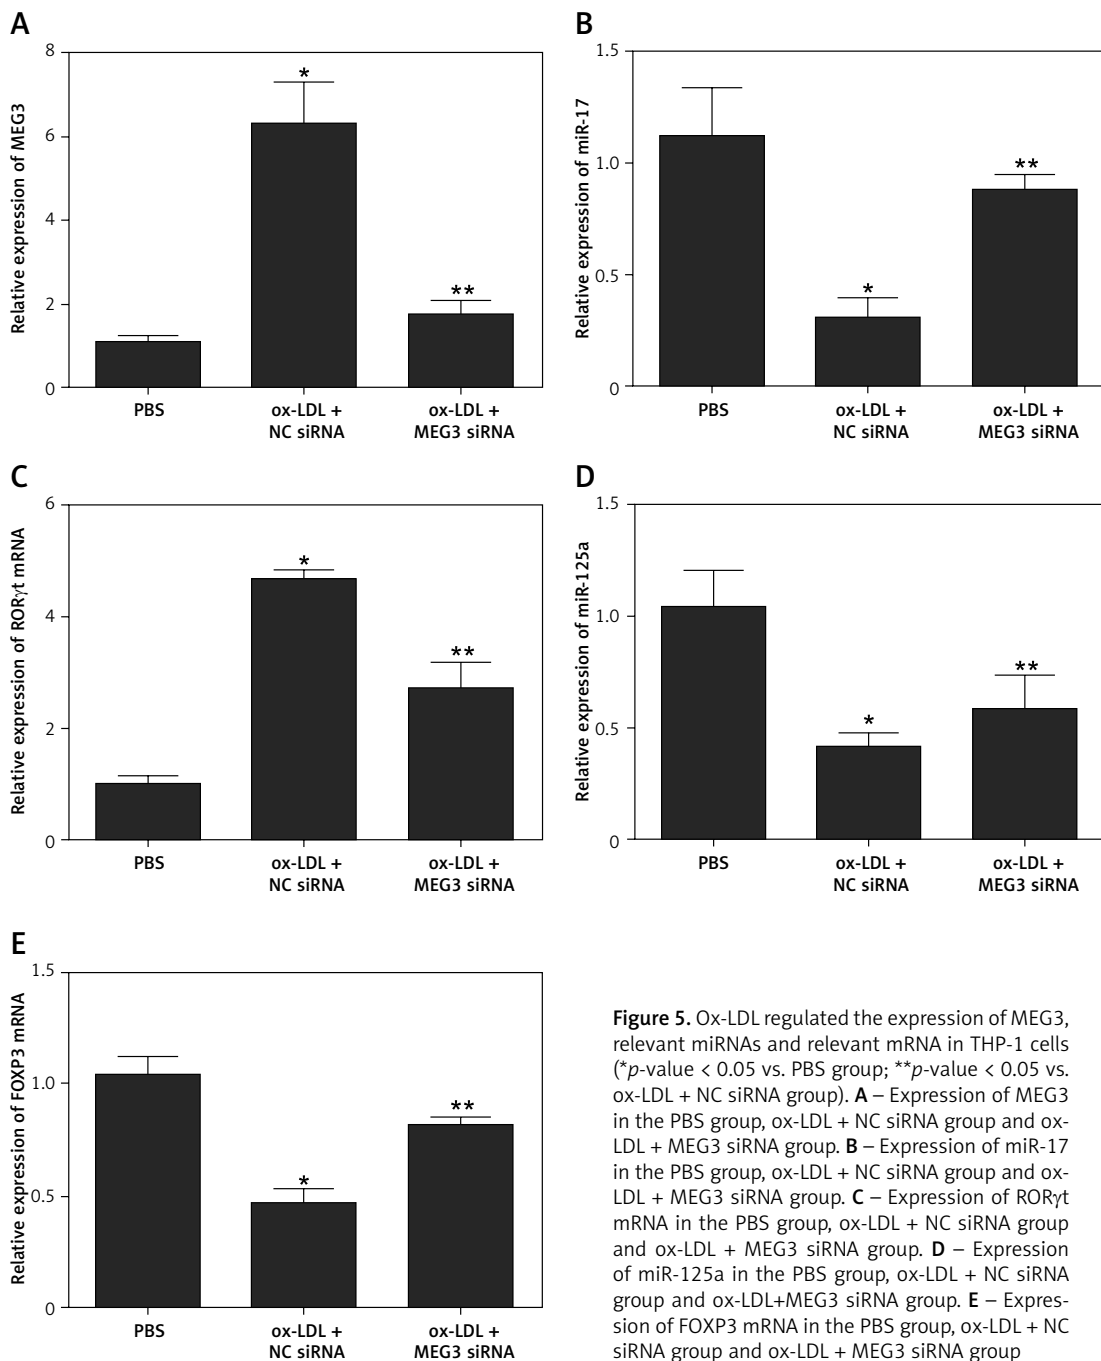 A
Relative expression of MEG3
8
6
4
2
0
*
**
PBS
ox-LDL +
NC siRNA
ox-LDL +
MEG3 siRNA
B
Relative expression of miR-17
1.5
1.0
0.5
0
*
**
PBS
ox-LDL +
NC siRNA
ox-LDL +
MEG3 siRNA
C
Relative expression of RORγt mRNA
6
4
2
0
*
**
PBS
ox-LDL +
NC siRNA
ox-LDL +
MEG3 siRNA
D
Relative expression of miR-125a
1.5
1.0
0.5
0
*
**
PBS
ox-LDL +
NC siRNA
ox-LDL +
MEG3 siRNA
E
Relative expression of FOXP3 mRNA
1.5
1.0
0.5
0
*
**
PBS
ox-LDL +
NC siRNA
ox-LDL +
MEG3 siRNA
Figure 5. Ox-LDL regulated the expression of MEG3,
relevant miRNAs and relevant mRNA in THP-1 cells
(*p-value < 0.05 vs. PBS group; **p-value < 0.05 vs.
ox-LDL + NC siRNA group). A – Expression of MEG3
in the PBS group, ox-LDL + NC siRNA group and ox-
LDL + MEG3 siRNA group. B – Expression of miR-17
in the PBS group, ox-LDL + NC siRNA group and ox-
LDL + MEG3 siRNA group. C – Expression of RORγt
mRNA in the PBS group, ox-LDL + NC siRNA group
and ox-LDL + MEG3 siRNA group. D – Expression
of miR-125a in the PBS group, ox-LDL + NC siRNA
group and ox-LDL+MEG3 siRNA group. E – Expres-
sion of FOXP3 mRNA in the PBS group, ox-LDL + NC
siRNA group and ox-LDL + MEG3 siRNA group